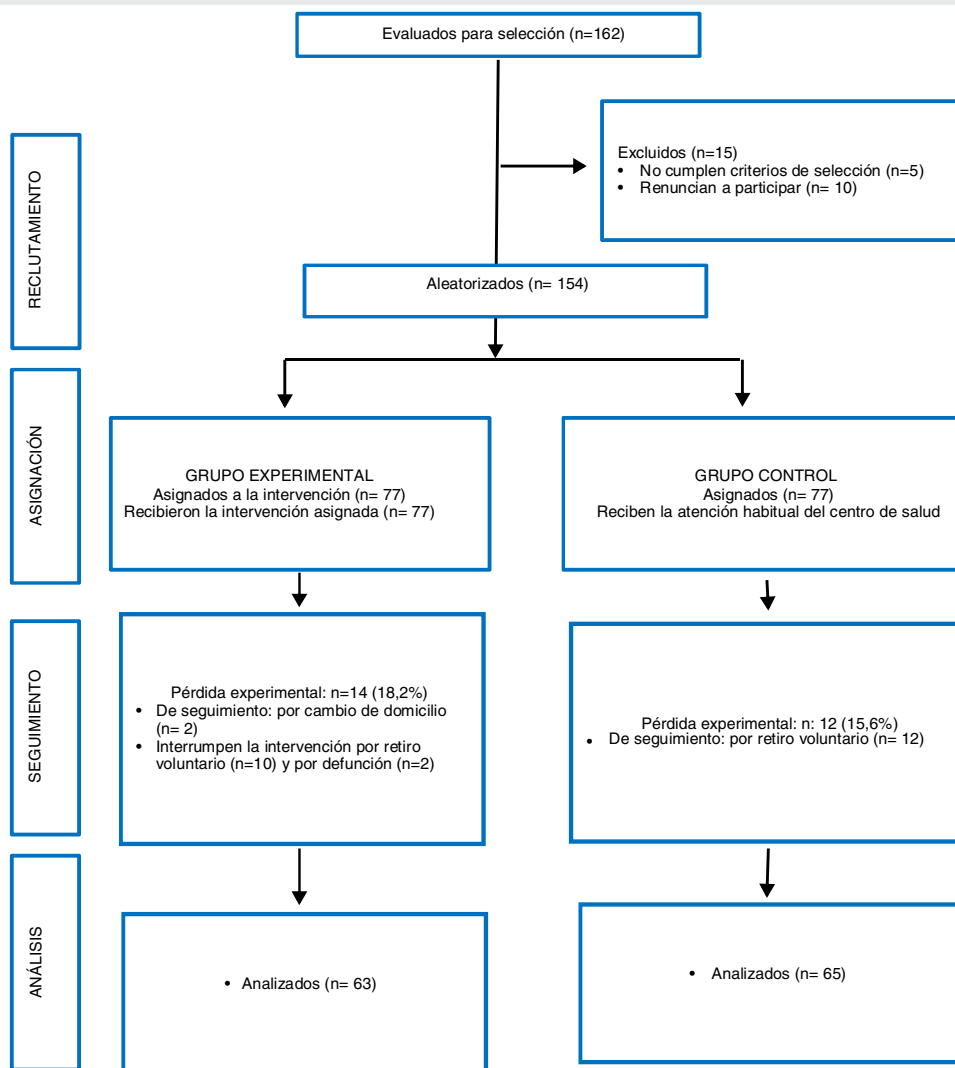 Evaluados para selección (n=162)
RECLUTAMIENTO
Excluidos (n=15)
• No cumplen criterios de selección (n=5)
• Renuncian a participar (n= 10)
Aleatorizados (n= 154)
ASIGNACIÓN
GRUPO EXPERIMENTAL
Asignados a la intervención (n= 77)
Recibieron la intervención asignada (n= 77)
GRUPO CONTROL
Asignados (n= 77)
Reciben la atención habitual del centro de salud
SEGUIMIENTO
Pérdida experimental: n=14 (18,2%)
• De seguimiento: por cambio de domicilio
(n= 2)
• Interrumpen la intervención por retiro
voluntario (n=10) y por defunción (n=2)
Pérdida experimental: n: 12 (15,6%)
• De seguimiento: por retiro voluntario (n= 12)
ANÁLISIS
• Analizados (n= 63)
• Analizados (n= 65)